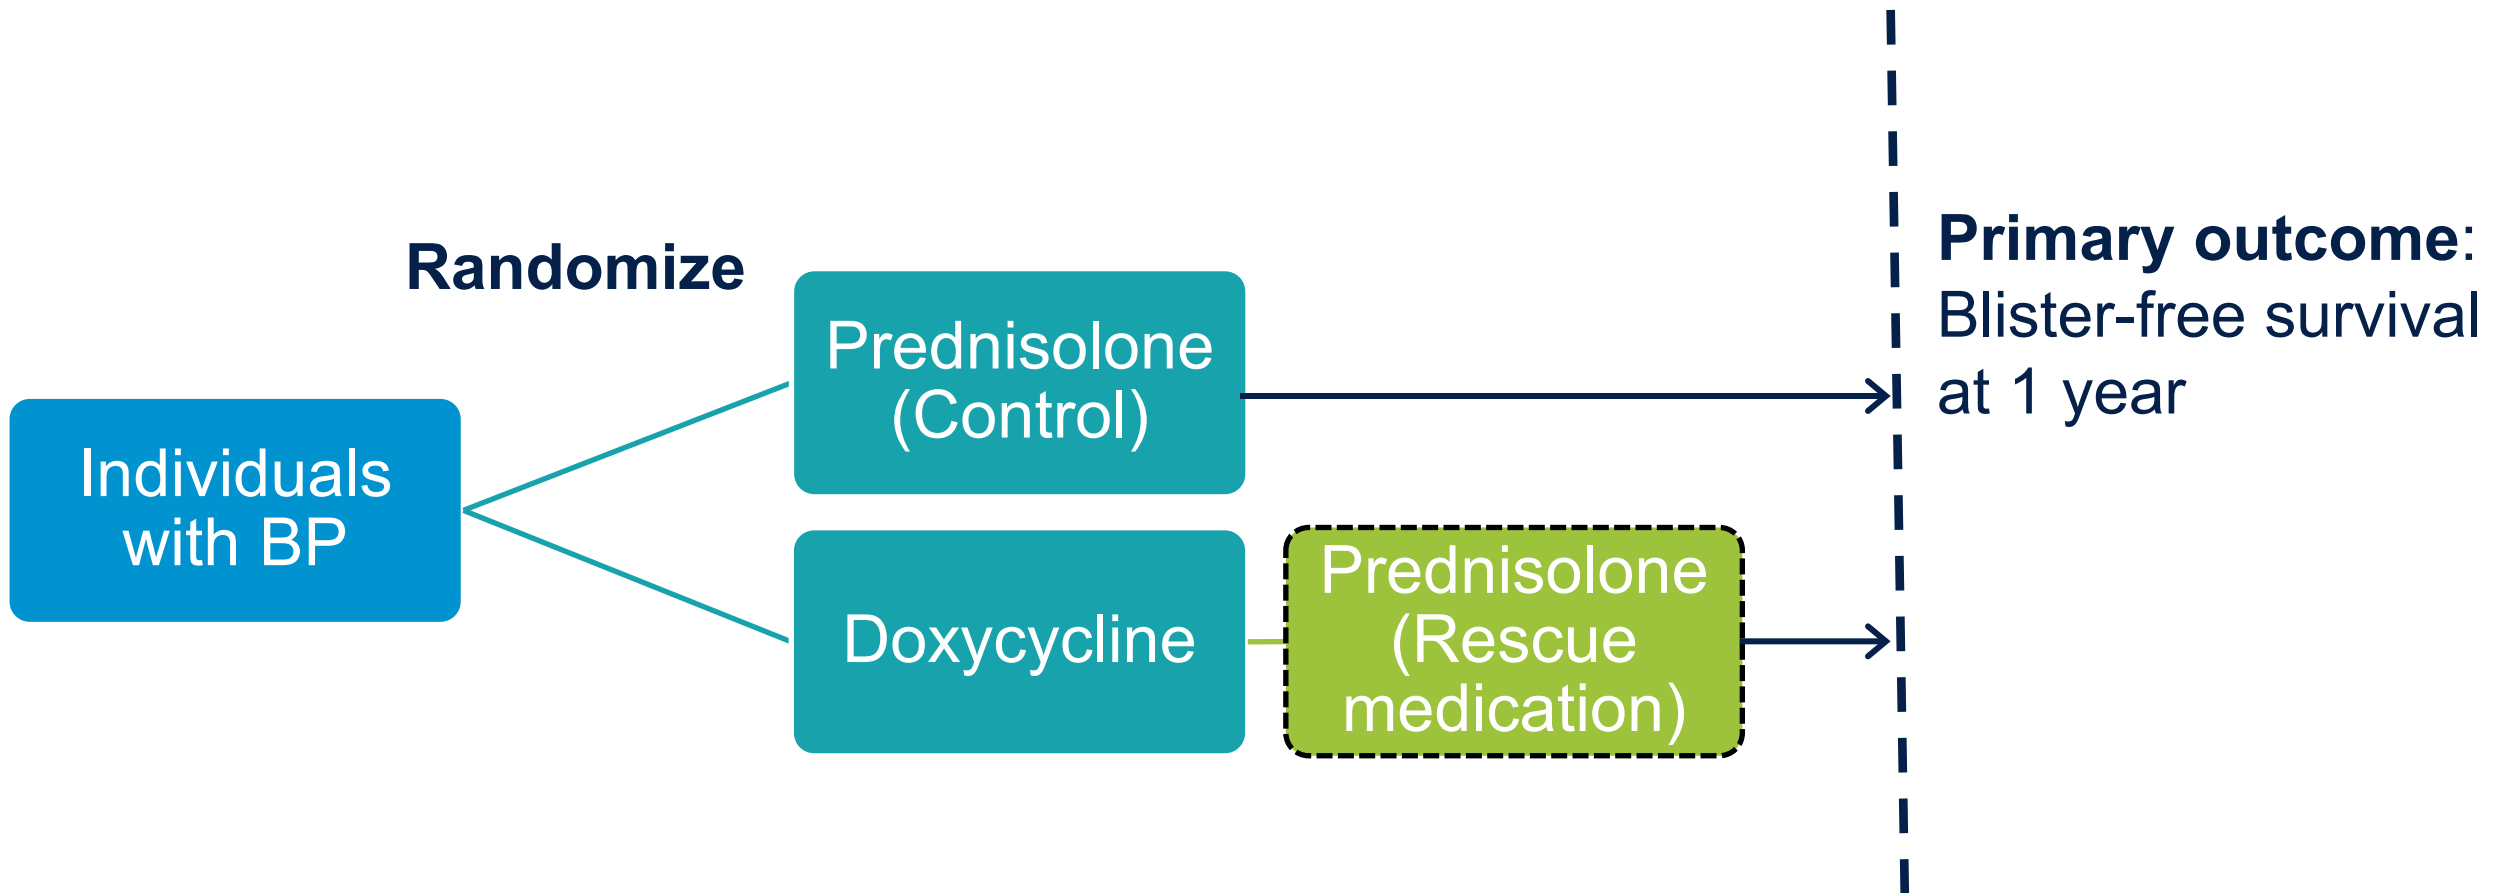 Randomize
Individuals
with BP
Prednisolone
(Control)
Doxycycline
Prednisolone
(Rescue
medication)
Primary outcome:
Blister-free survival
at 1 year